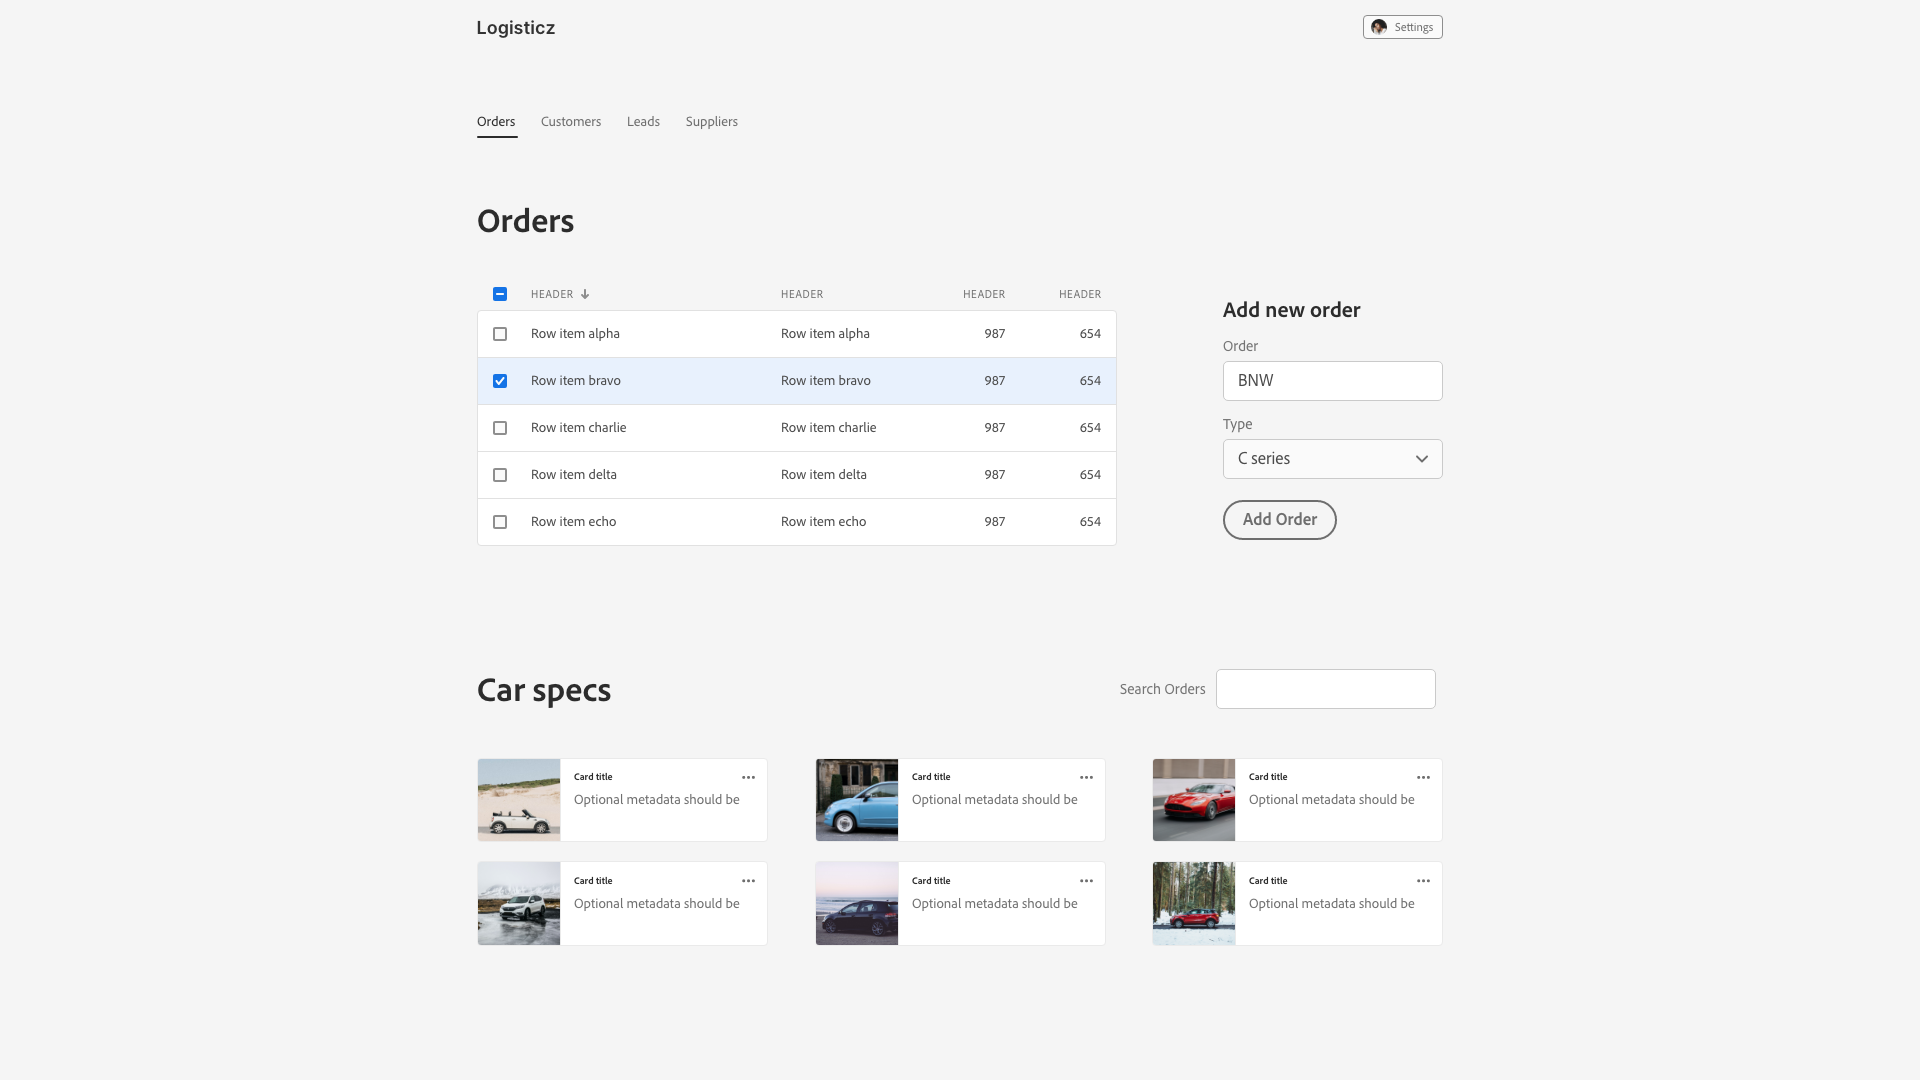 Logisticz
Settings
Orders Customers Leads Suppliers
Orders
HEADER HEADER HEADER HEADER
Row item alpha Row item alpha 987 654
Row item bravo Row item bravo 987 654
Row item charlie Row item charlie 987 654
Row item delta Row item delta 987 654
Row item echo Row item echo 987 654
Add new order
Order
BNW
Type
C series
Add Order
Car specs
Search Orders
Card title
Optional metadata should be
Card title
Optional metadata should be
Card title
Optional metadata should be
Card title
Optional metadata should be
Card title
Optional metadata should be
Card title
Optional metadata should be